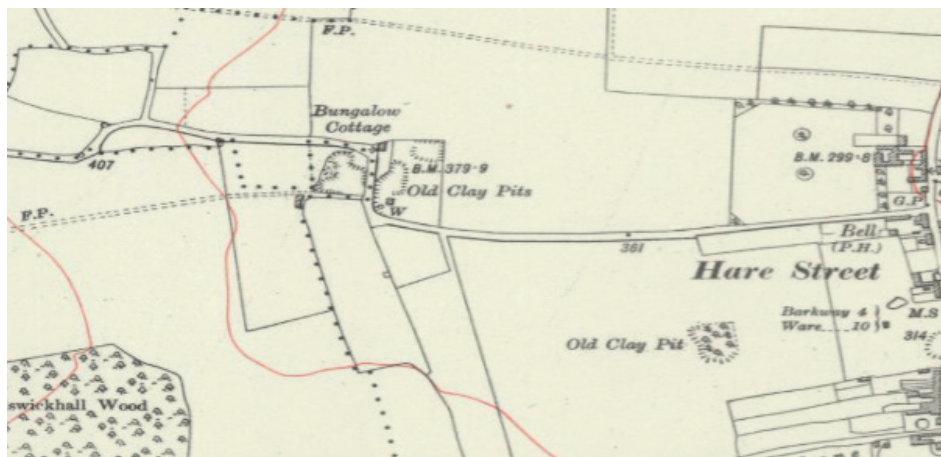 F.P.
Bungalow
Cottage
407
B.M. 379·9
B.M. 299·8
Old Clay Pits
F.P.
W
G.P.
Bell
(P.H.)
361
Hare Street
Barkway 4
Ware....10
M.S
314
Old Clay Pit
swickhall Wood